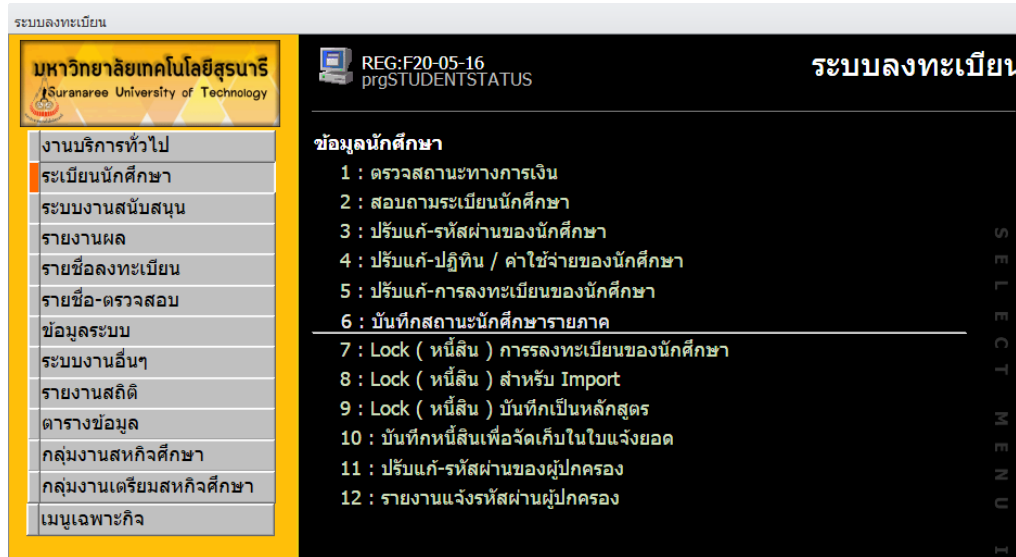 ระบบลงทะเบียน
มหาวิทยาลัยเทคโนโลยีสุรนารี
Suranaree University of Technology
REG:F20-05-16
prgSTUDENTSTATUS
ระบบลงทะเบียน
งานบริการทั่วไป
ระเบียนนักศึกษา
ระบบงานสนับสนุน
รายงานผล
รายชื่อลงทะเบียน
รายชื่อ-ตรวจสอบ
ข้อมูลระบบ
ระบบงานอื่นๆ
รายงานสถิติ
ตารางข้อมูล
กลุ่มงานสหกิจศึกษา
กลุ่มงานเตรียมสหกิจศึกษา
เมนูเฉพาะกิจ
ข้อมูลนักศึกษา
1 : ตรวจสถานะทางการเงิน
2 : สอบถามระเบียนนักศึกษา
3 : ปรับแก้-รหัสผ่านของนักศึกษา
4 : ปรับแก้-ปฏิทิน / ค่าใช้จ่ายของนักศึกษา
5 : ปรับแก้-การลงทะเบียนของนักศึกษา
6 : บันทึกสถานะนักศึกษารายภาค
7 : Lock ( หนี้สิน ) การรลงทะเบียนของนักศึกษา
8 : Lock ( หนี้สิน ) สำหรับ Import
9 : Lock ( หนี้สิน ) บันทึกเป็นหลักสูตร
10 : บันทึกหนี้สินเพื่อจัดเก็บในใบแจ้งยอด
11 : ปรับแก้-รหัสผ่านของผู้ปกครอง
12 : รายงานแจ้งรหัสผ่านผู้ปกครอง
SELECT MENU I